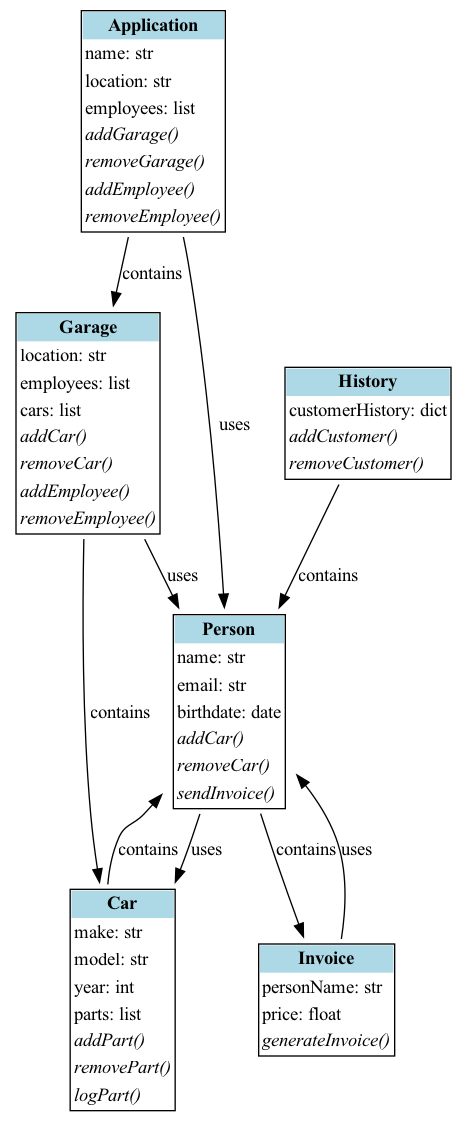 Application
name: str
location: str
employees: list
addGarage()
removeGarage()
addEmployee()
removeEmployee()
contains
Garage
location: str
employees: list
cars: list
addCar()
removeCar()
addEmployee()
removeEmployee()
uses
History
customerHistory: dict
addCustomer()
removeCustomer()
uses
contains
Person
name: str
email: str
birthdate: date
addCar()
removeCar()
sendInvoice()
contains
contains
uses
contains
uses
Car
make: str
model: str
year: int
parts: list
addPart()
removePart()
logPart()
Invoice
personName: str
price: float
generateInvoice()